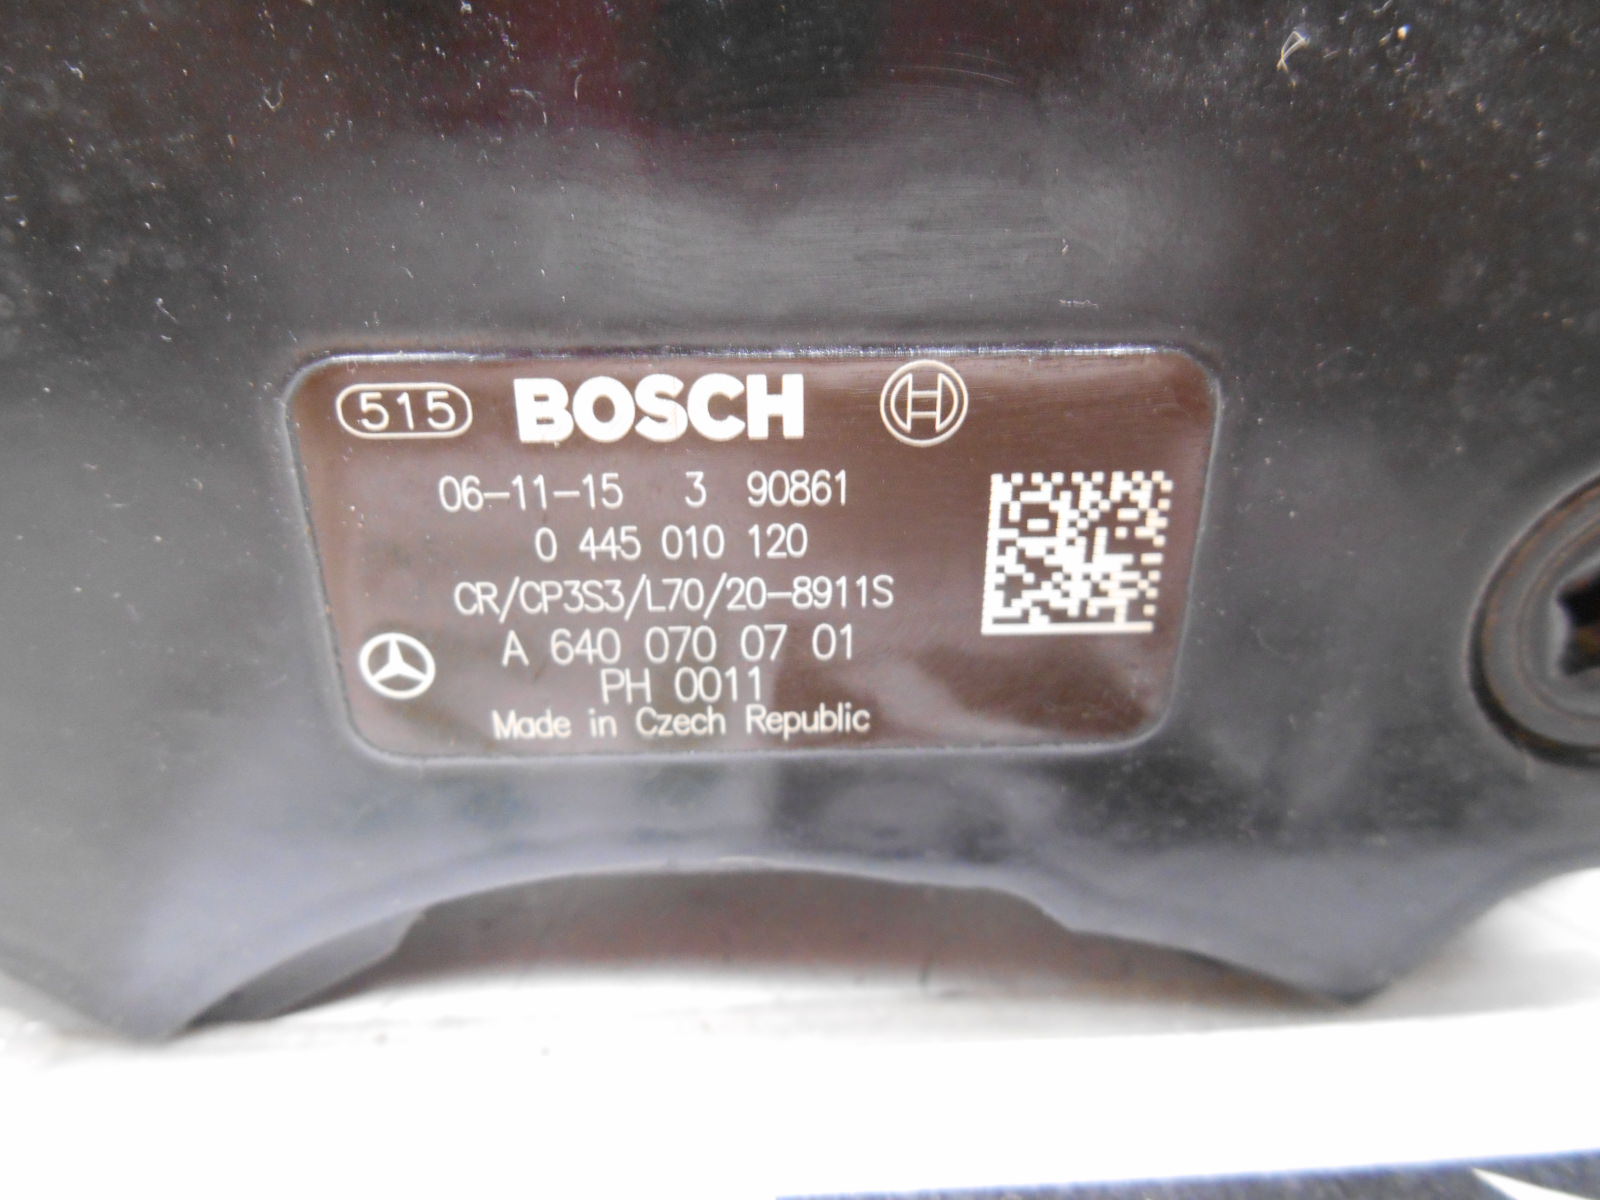 515 BOSCH
06-11-15 3 90861
0 445 010 120
CR/CP3S3/L70/20-8911S
A 640 070 07 01
PH 0011
Made in Czech Republic